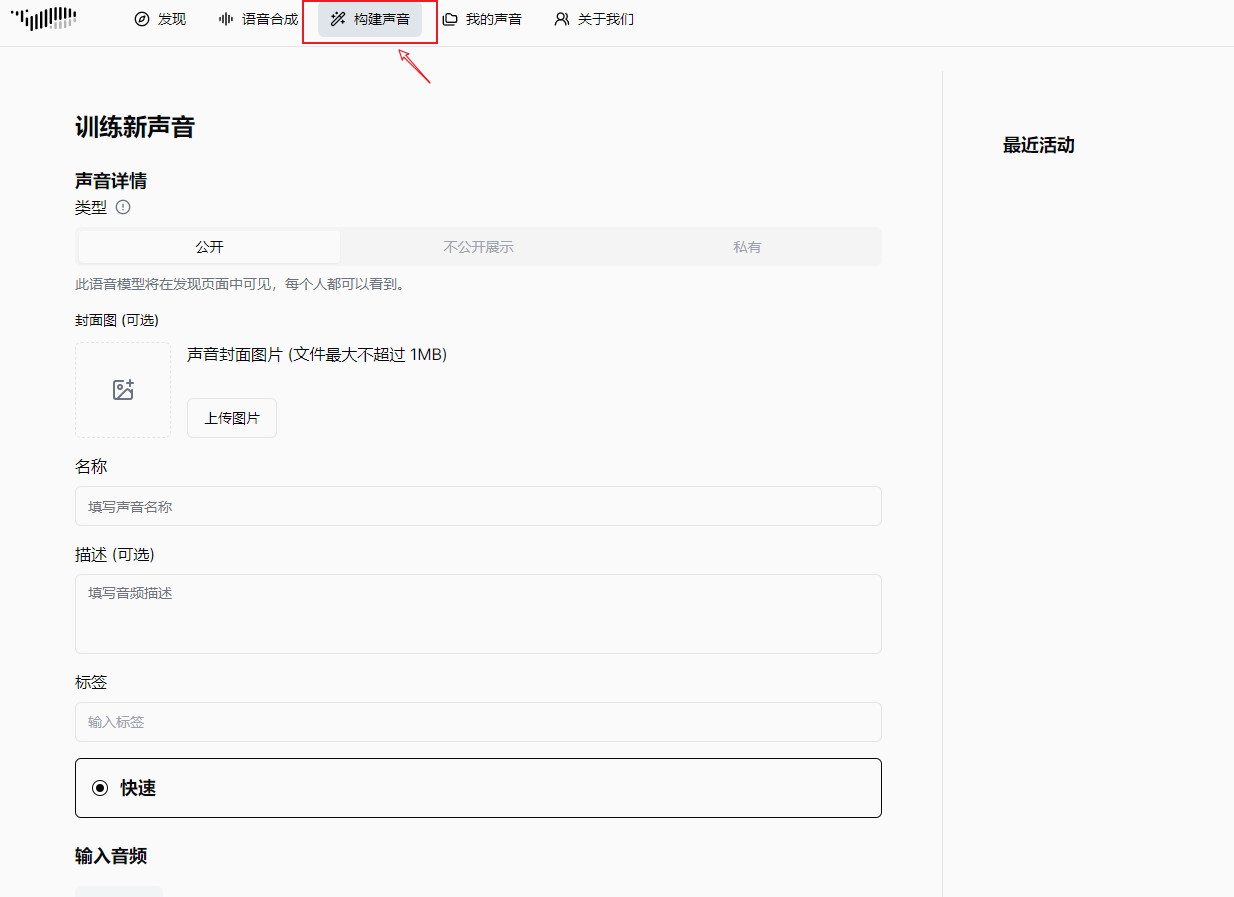 发现 语音合成 构建声音 我的声音 关于我们
训练新声音
最近活动
声音详情
类型
公开 不公开展示 私有
此语音模型将在发现页面中可见，每个人都可以看到。
封面图 (可选)
声音封面图片 (文件最大不超过 1MB)
上传图片
名称
填写声音名称
描述 (可选)
填写音频描述
标签
输入标签
快速
输入音频